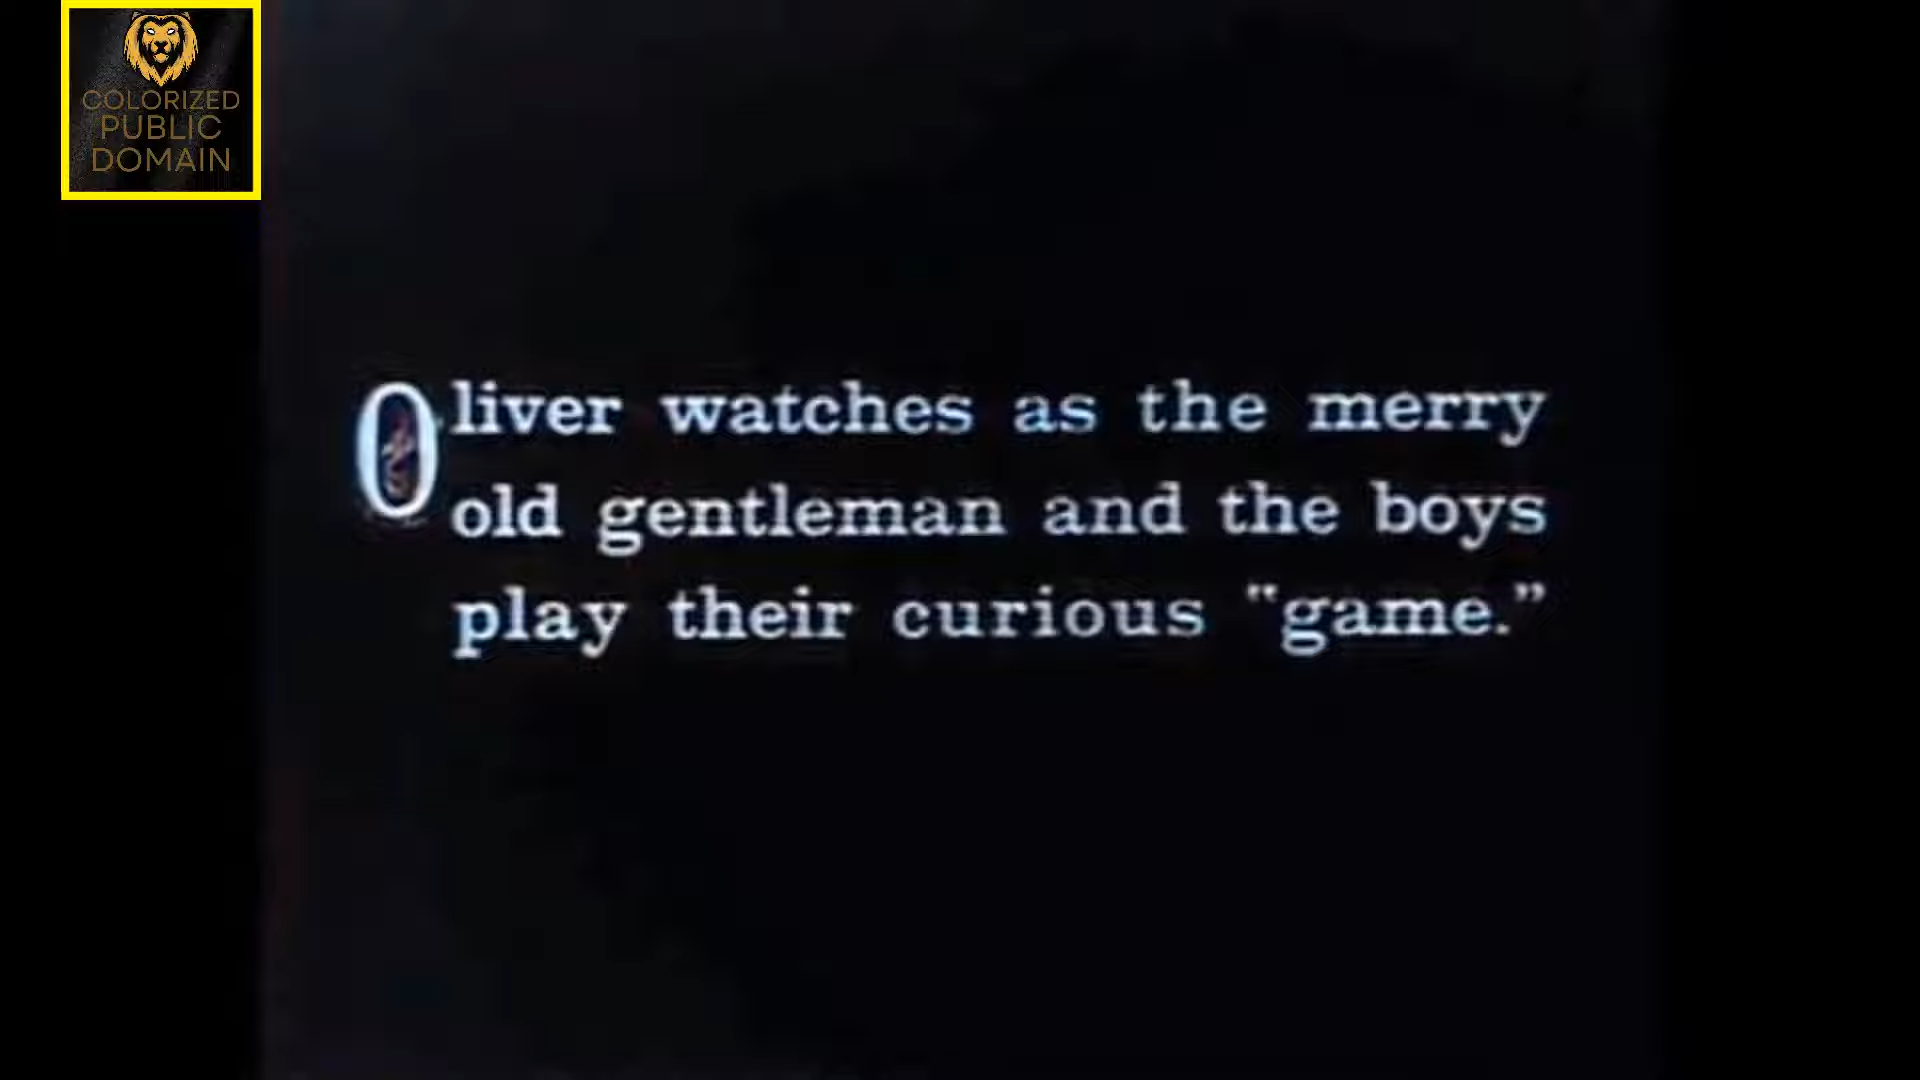 COLORIZED
PUBLIC
DOMAIN
Oliver watches as the merry
old gentleman and the boys
play their curious "game."